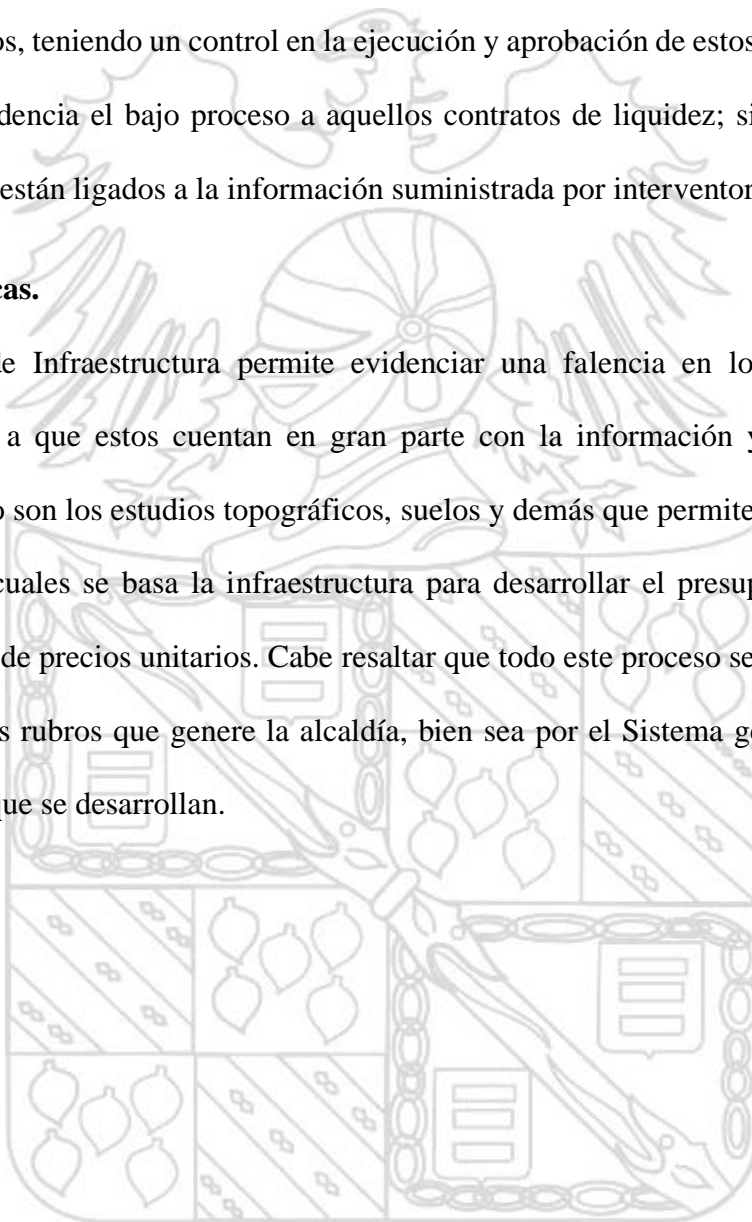 os, teniendo un control en la ejecución y aprobación de estos
dencia el bajo proceso a aquellos contratos de liquidez; si
están ligados a la información suministrada por interventor
cas.
de Infraestructura permite evidenciar una falencia en lo
a que estos cuentan en gran parte con la información y
o son los estudios topográficos, suelos y demás que permite
cuales se basa la infraestructura para desarrollar el presup
de precios unitarios. Cabe resaltar que todo este proceso se
s rubros que genere la alcaldía, bien sea por el Sistema ge
que se desarrollan.